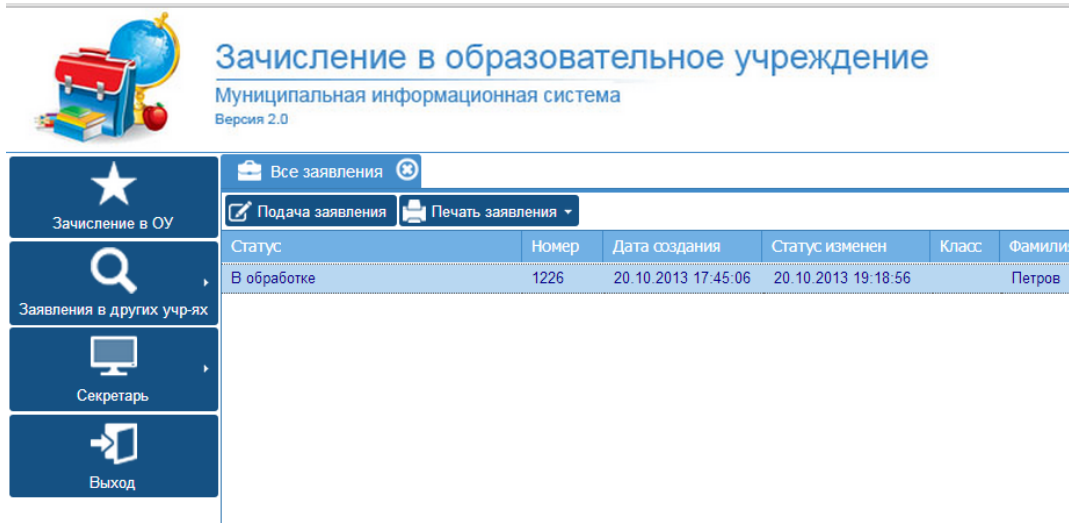 Зачисление в образовательное учреждение
Муниципальная информационная система
Версия 2.0
Зачисление в ОУ
Заявления в других учр-ях
Секретарь
Выход
Все заявления
Подача заявления Печать заявления
Статус Номер Дата создания Статус изменен Класс Фамилия
В обработке 1226 20.10.2013 17:45:06 20.10.2013 19:18:56 Петров